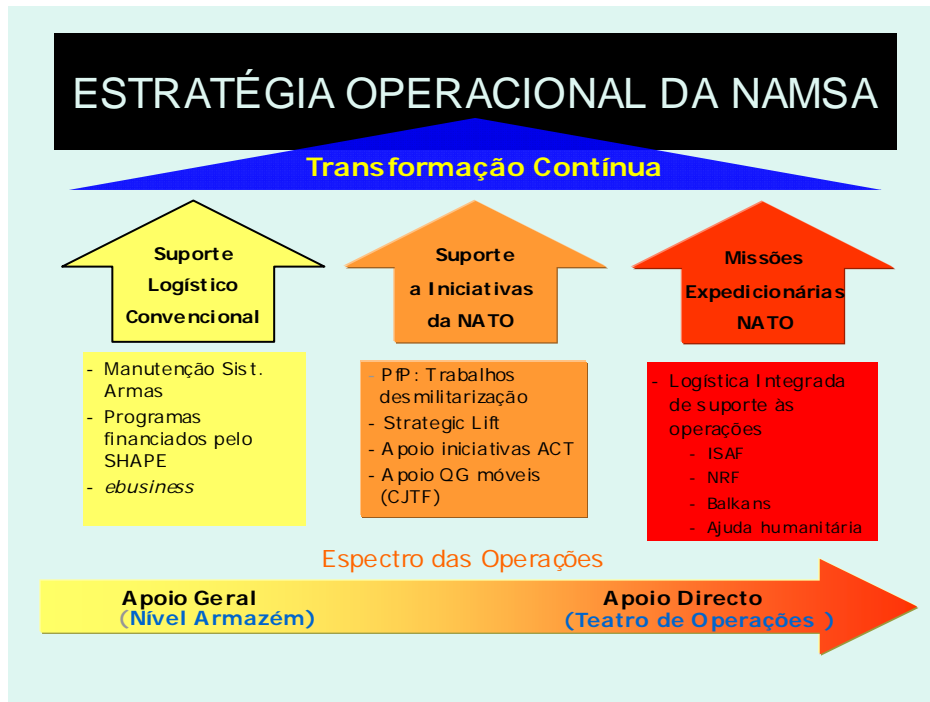 ESTRATÉGIA OPERACIONAL DA NAMSA
Transformação Contínua
Suporte
Logístico
Convencional
- Manutenção Sist.
Armas
- Programas
financiados pelo
SHAPE
- ebusiness
Suporte
a Iniciativas
da NATO
- PfP: Trabalhos
desmilitarização
- Strategic Lift
- Apoio iniciativas ACT
- Apoio QG móveis
(CJTF)
Missões
Expedicionárias
NATO
- Logística Integrada
de suporte às
operações
- ISAF
- NRF
- Balkans
- Ajuda humanitária
Espectro das Operações
Apoio Geral
(Nível Armazém)
Apoio Directo
(Teatro de Operações )